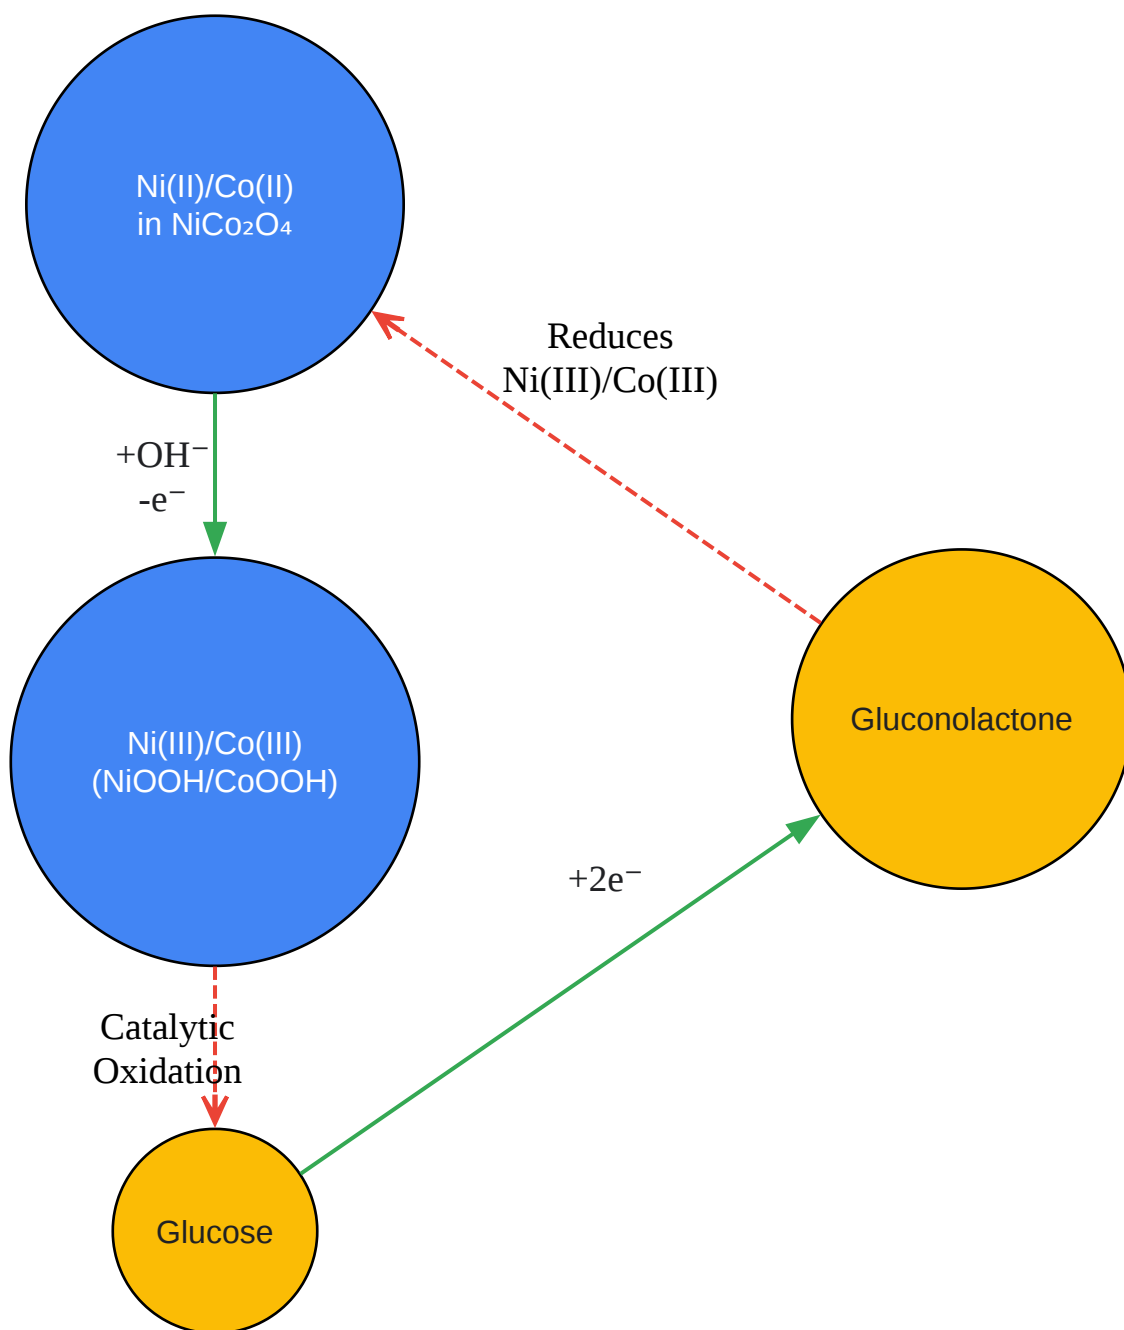 Ni(II)/Co(II)
in NiCo₂O₄
Reduces
Ni(III)/Co(III)
+OH⁻
-e⁻
Ni(III)/Co(III)
(NiOOH/CoOOH)
Gluconolactone
+2e⁻
Catalytic
Oxidation
Glucose